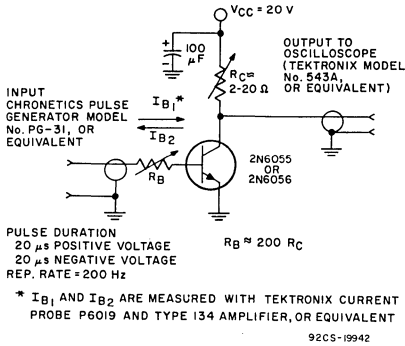 VCC = 20 V
+
-
100
μF
RC≈
2-20 Ω
OUTPUT TO
OSCILLOSCOPE
(TEKTRONIX MODEL
No. 543A,
OR EQUIVALENT)
INPUT
CHRONETICS PULSE
GENERATOR MODEL
No. PG-31, OR
EQUIVALENT
IB1*
IB2
RB
2N6055
OR
2N6056
PULSE DURATION
20 μs POSITIVE VOLTAGE
20 μs NEGATIVE VOLTAGE
REP. RATE = 200 Hz
RB ≈ 200 RC
* IB1 AND IB2 ARE MEASURED WITH TEKTRONIX CURRENT
PROBE P6019 AND TYPE 134 AMPLIFIER, OR EQUIVALENT
92CS-19942